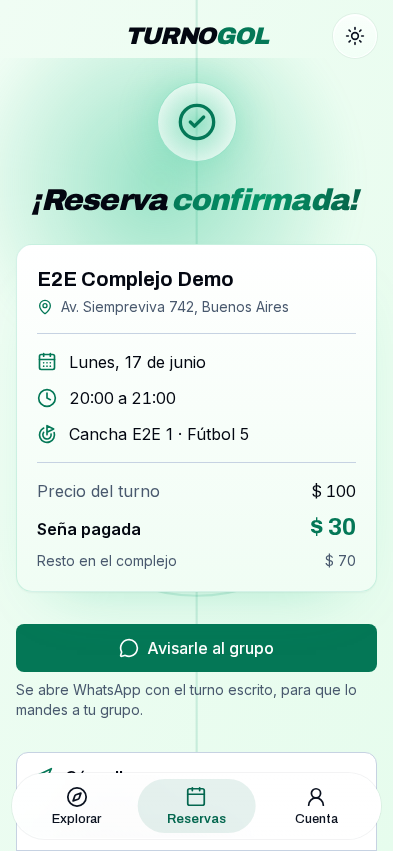 TURNOGOL
¡Reserva confirmada!
E2E Complejo Demo
Av. Siempreviva 742, Buenos Aires
Lunes, 17 de junio
20:00 a 21:00
Cancha E2E 1 · Fútbol 5
Precio del turno $ 100
Seña pagada $ 30
Resto en el complejo $ 70
Avisarle al grupo
Se abre WhatsApp con el turno escrito, para que lo
mandes a tu grupo.
Explorar Reservas Cuenta